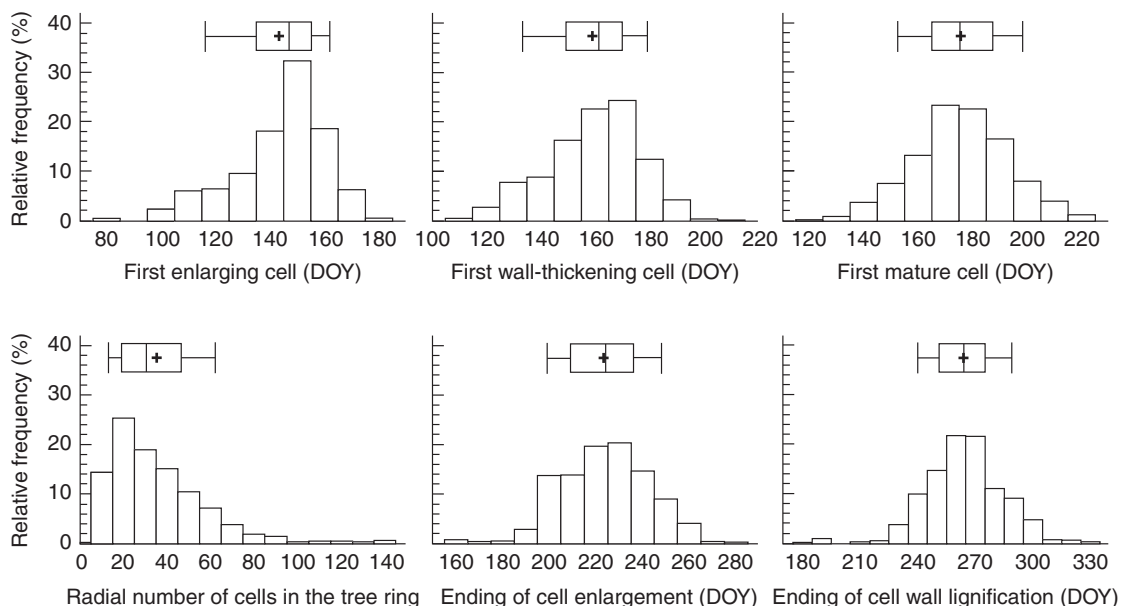 Relative frequency (%)
40
30
20
10
0
80 100 120 140 160 180
First enlarging cell (DOY)
100 120 140 160 180 200 220
First wall-thickening cell (DOY)
120 140 160 180 200 220
First mature cell (DOY)
Relative frequency (%)
40
30
20
10
0
0 20 40 60 80 100 120 140
Radial number of cells in the tree ring
160 180 200 220 240 260 280
Ending of cell enlargement (DOY)
180 210 240 270 300 330
Ending of cell wall lignification (DOY)